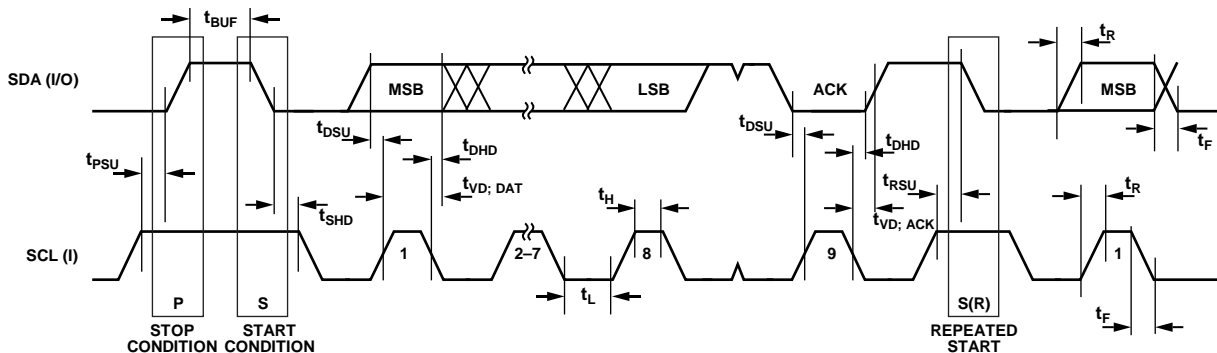 tBUF
tR
SDA (I/O)
MSB
LSB
ACK
MSB
tDSU
tDHD
tDSU
tDHD
tF
tPSU
tVD; DAT
tRSU
tR
tSHD
tH
tVD; ACK
SCL (I)
1
2–7
8
9
1
tL
P
S
S(R)
tF
STOP
CONDITION
START
CONDITION
REPEATED
START